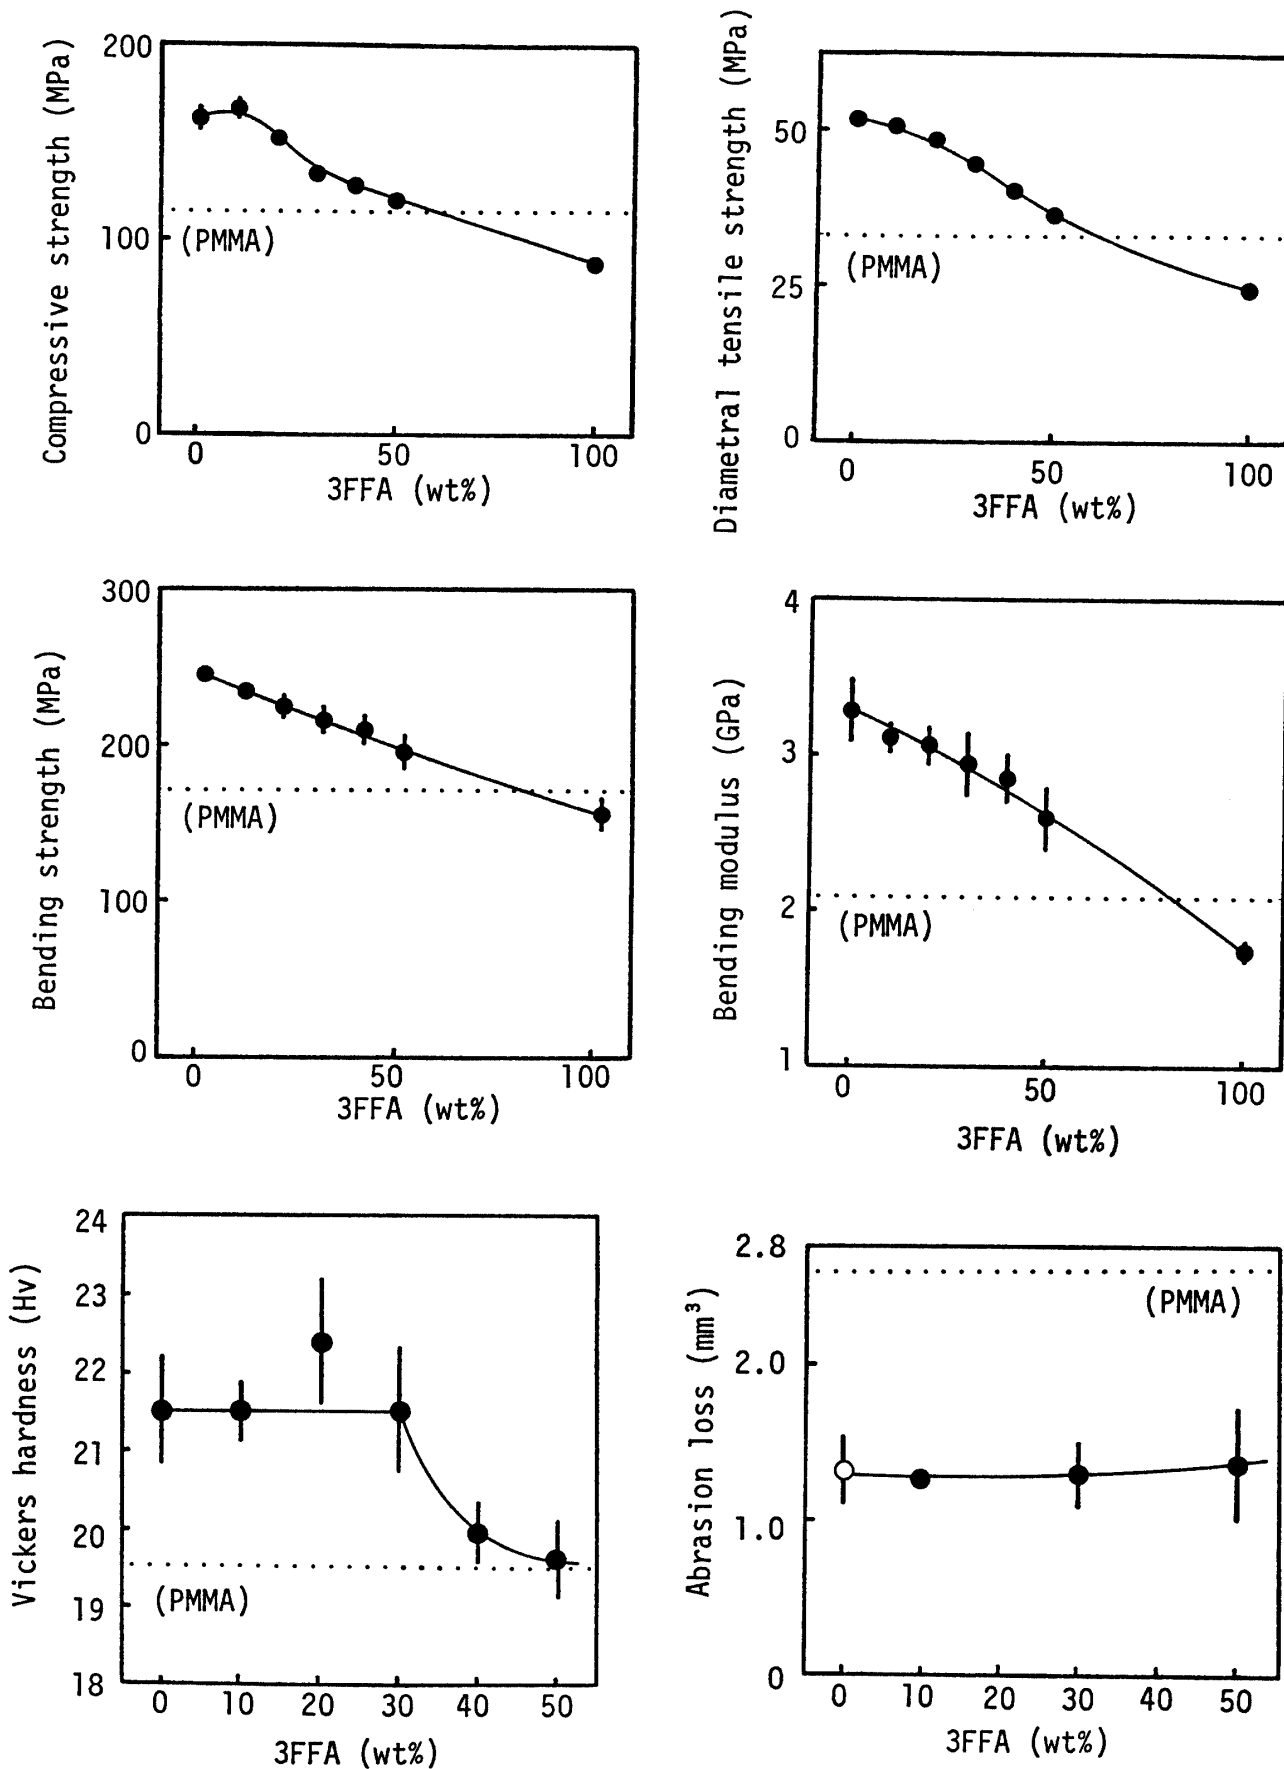 Compressive strength (MPa)
200
100
0
(PMMA)
0 50 100
3FFA (wt%)
Diametral tensile strength (MPa)
50
25
0
(PMMA)
0 50 100
3FFA (wt%)
Bending strength (MPa)
300
200
100
0
(PMMA)
0 50 100
3FFA (wt%)
Bending modulus (GPa)
4
3
2
1
(PMMA)
0 50 100
3FFA (wt%)
Vickers hardness (Hv)
24
23
22
21
20
19
18
(PMMA)
0 10 20 30 40 50
3FFA (wt%)
Abrasion loss (mm³)
2.8
2.0
1.0
0
(PMMA)
0 10 20 30 40 50
3FFA (wt%)